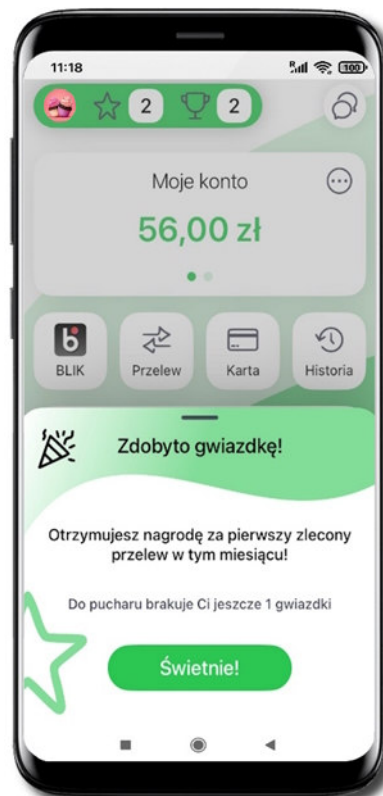 11:18
R
100
2 2
Moje konto
56,00 zł
b
BLIK Przelew Karta Historia
Zdobyto gwiazdkę!
Otrzymujesz nagrodę za pierwszy zlecony
przelew w tym miesiącu!
Do pucharu brakuje Ci jeszcze 1 gwiazdki
Świetnie!